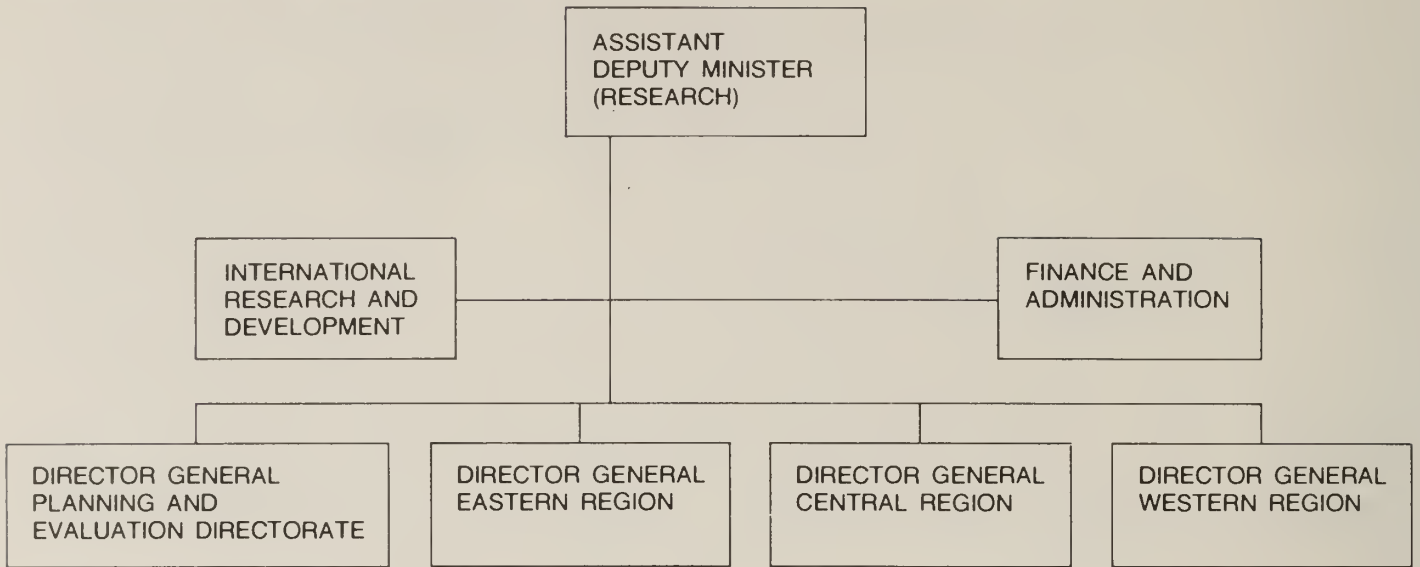 ASSISTANT
DEPUTY MINISTER
(RESEARCH)
INTERNATIONAL
RESEARCH AND
DEVELOPMENT
FINANCE AND
ADMINISTRATION
DIRECTOR GENERAL
PLANNING AND
EVALUATION DIRECTORATE
DIRECTOR GENERAL
EASTERN REGION
DIRECTOR GENERAL
CENTRAL REGION
DIRECTOR GENERAL
WESTERN REGION